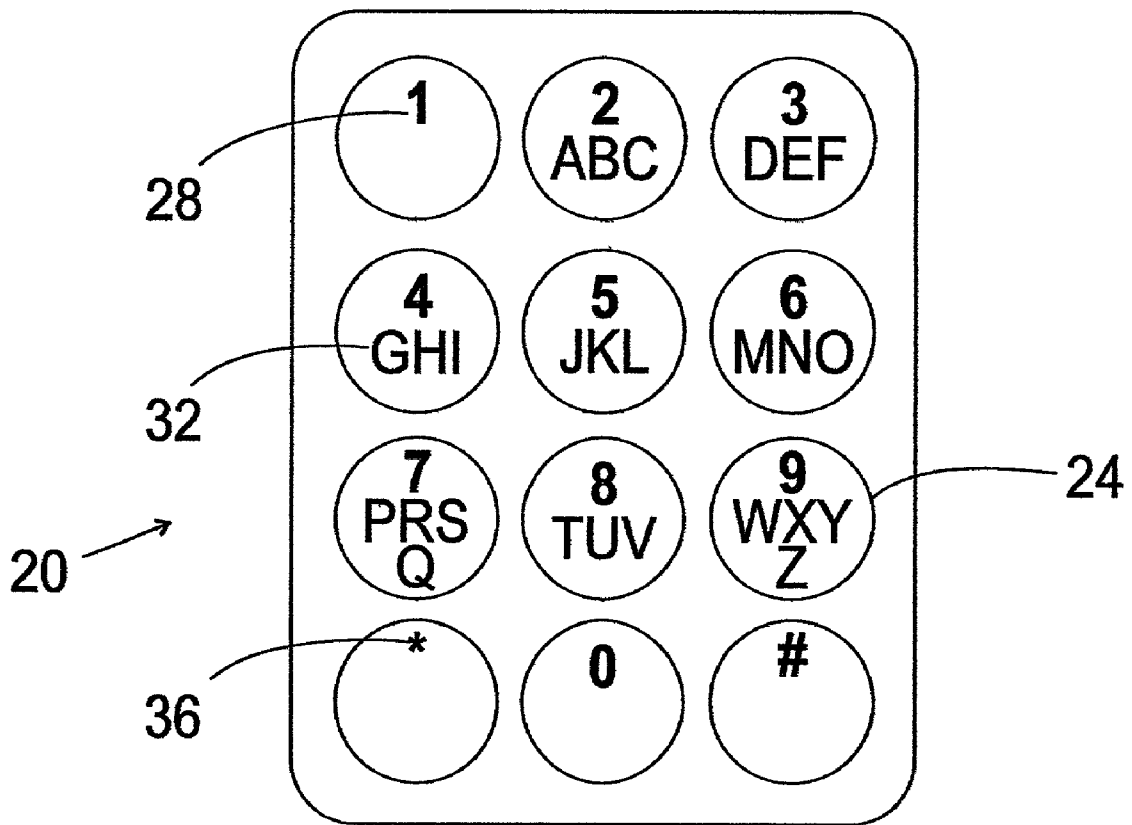 1 2 3
ABC DEF
28
4 5 6
GHI JKL MNO
32
7 8 9
24
PRS TUV WXY
Q Z
20
* 0 #
36